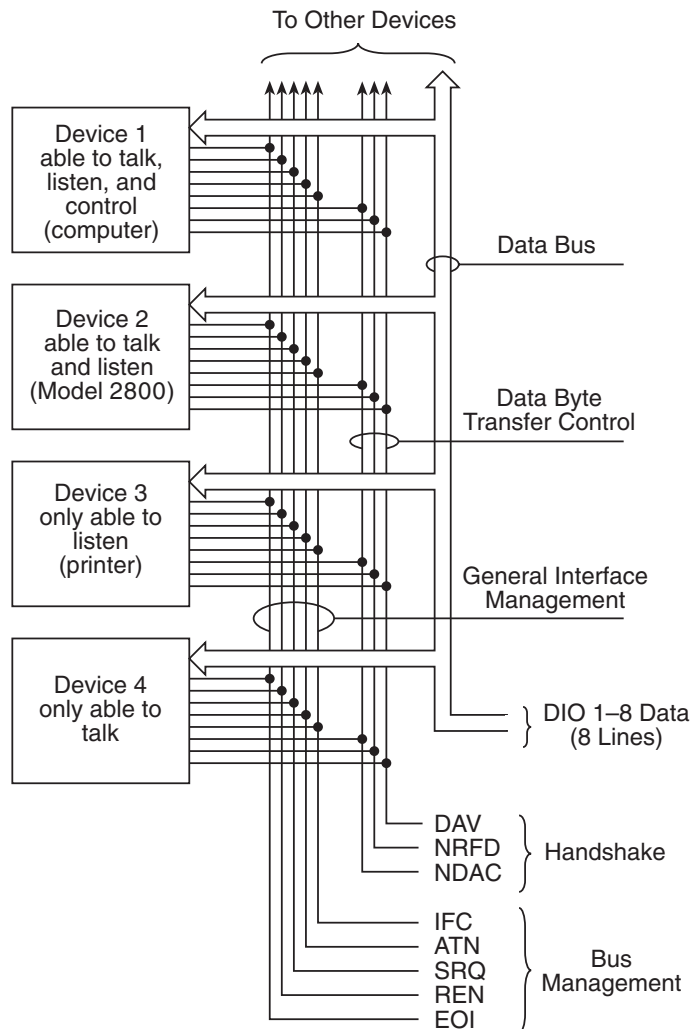 To Other Devices
Device 1
able to talk,
listen, and
control
(computer)
Data Bus
Device 2
able to talk
and listen
(Model 2800)
Data Byte
Transfer Control
Device 3
only able to
listen
(printer)
General Interface
Management
Device 4
only able to
talk
DIO 1–8 Data
(8 Lines)
DAV
NRFD
NDAC
Handshake
IFC
ATN
SRQ
REN
EOI
Bus
Management